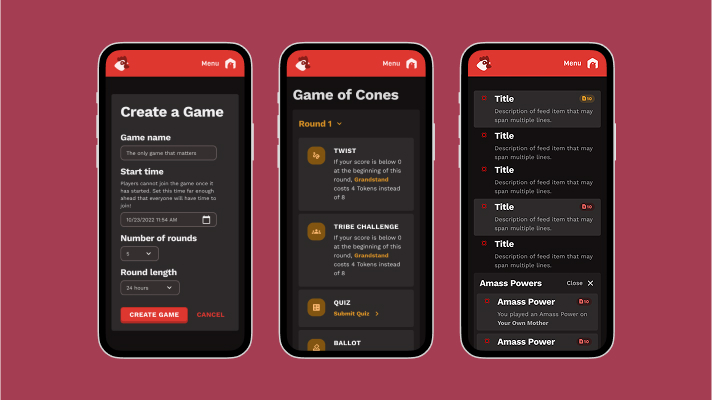 Menu
Create a Game
Game name
The only game that matters
Start time
Players cannot join the game once it
has started. Set this time far enough
ahead that everyone will have time to
join!
10/23/2022 11:54 AM
Number of rounds
5
Round length
24 hours
CREATE GAME
CANCEL
Menu
Game of Cones
Round 1
TWIST
If your score is below 0
at the beginning of this
round, Grandstand
costs 4 Tokens instead
of 8
TRIBE CHALLENGE
If your score is below 0
at the beginning of this
round, Grandstand
costs 4 Tokens instead
of 8
QUIZ
Submit Quiz
BALLOT
Menu
Title
10
Description of feed item that may
span multiple lines.
Title
Description of feed item that may
span multiple lines.
Title
Description of feed item that may
span multiple lines.
Title
10
Description of feed item that may
span multiple lines.
Title
Description of feed item that may
span multiple lines.
Amass Powers
Close
Amass Power
10
You played an Amass Power on
Your Own Mother
Amass Power
10